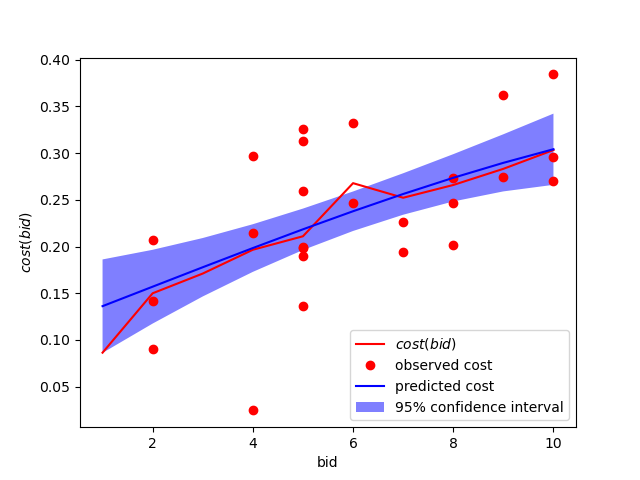 0.40
0.35
0.30
0.25
0.20
0.15
0.10
0.05
cost(bid)
cost(bid)
observed cost
predicted cost
95% confidence interval
2 4 6 8 10
bid